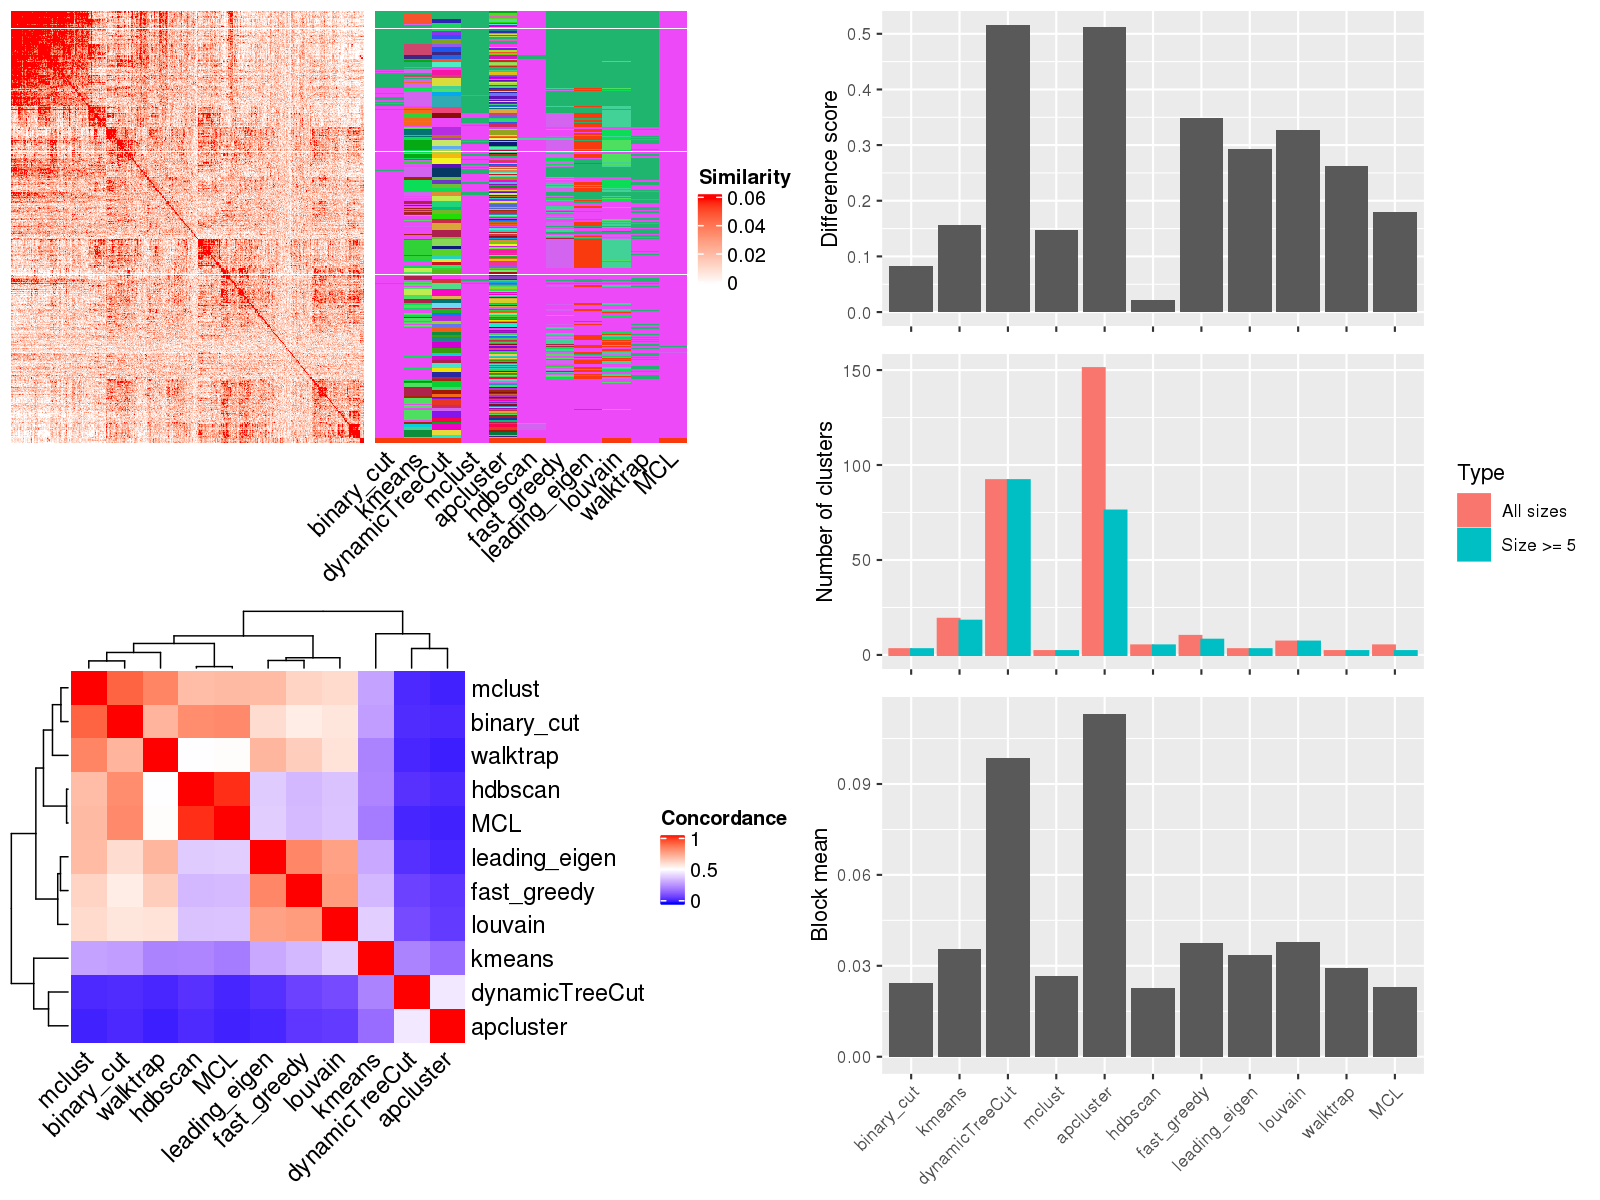 Similarity
0.06
0.04
0.02
0
binary_cut
kmeans
dynamicTreeCut
mclust
apcluster
hdbscan
fast_greedy
leading_eigen
louvain
walktrap
MCL
mclust
binary_cut
walktrap
hdbscan
MCL
leading_eigen
fast_greedy
louvain
kmeans
dynamicTreeCut
apcluster
mclust
binary_cut
walktrap
hdbscan
MCL
leading_eigen
fast_greedy
louvain
kmeans
dynamicTreeCut
apcluster
Concordance
1
0.5
0
Difference score
0.5
0.4
0.3
0.2
0.1
0.0
Number of clusters
150
100
50
0
Type
All sizes
Size >= 5
Block mean
0.09
0.06
0.03
0.00
binary_cut
kmeans
dynamicTreeCut
mclust
apcluster
hdbscan
fast_greedy
leading_eigen
louvain
walktrap
MCL